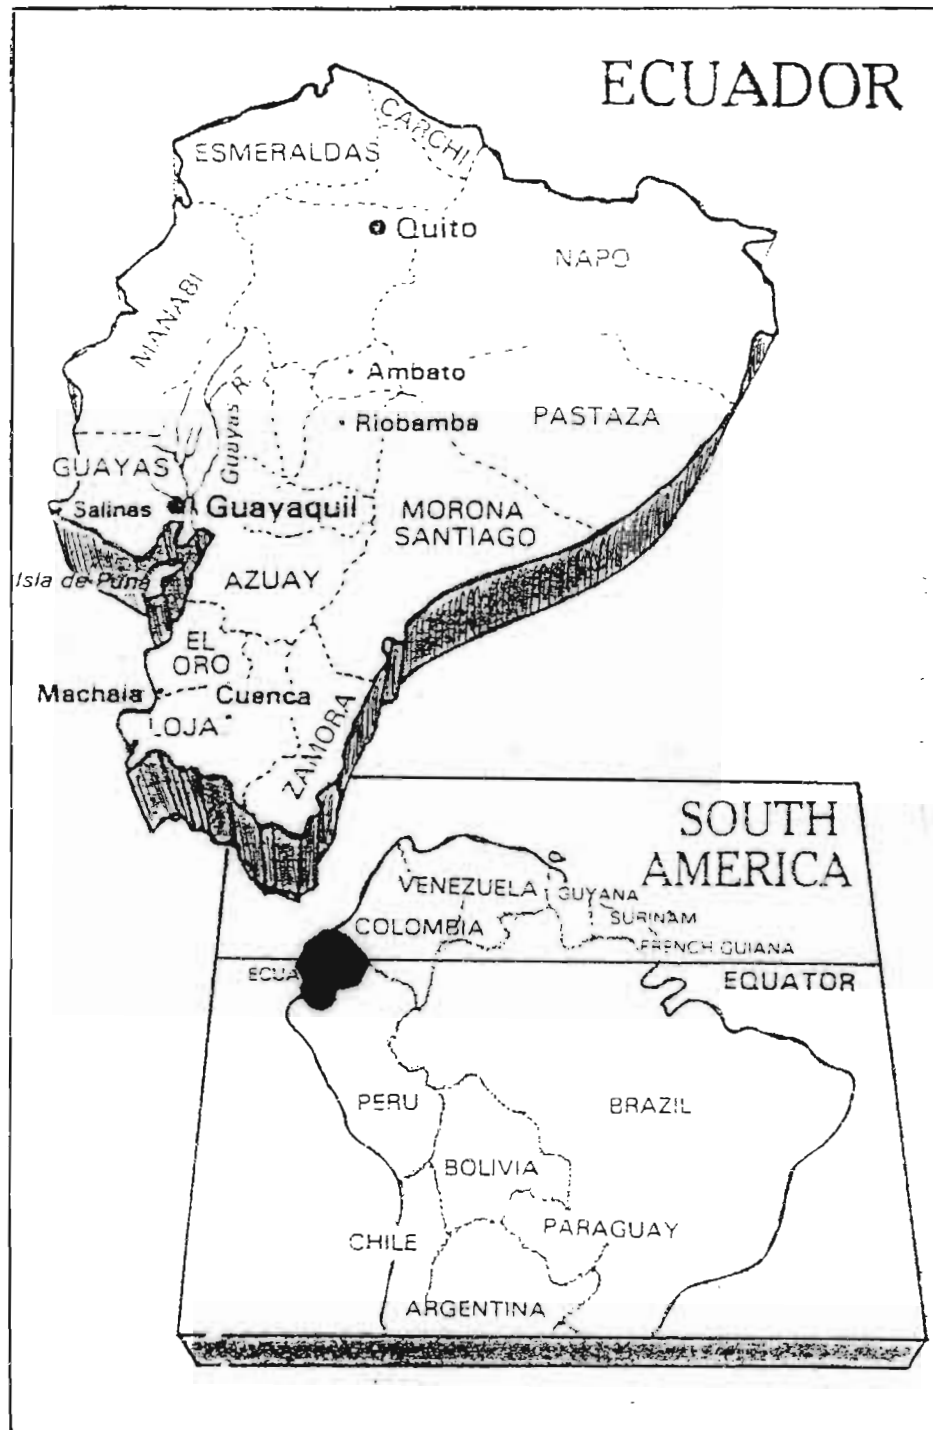 ECUADOR
CARCHI
ESMERALDAS
Quito
NAPO
MANABI
Ambato
Guayas R.
Riobamba
PASTAZA
GUAYAS
Salinas
Guayaquil
MORONA
SANTIAGO
AZUAY
Isla de Puna
EL
ORO
Machala
Cuenca
LOJA
ZAMORA
SOUTH
AMERICA
VENEZUELA
GUYANA
SURINAM
COLOMBIA
FRENCH GUIANA
ECUA
EQUATOR
PERU
BRAZIL
BOLIVIA
PARAGUAY
CHILE
ARGENTINA